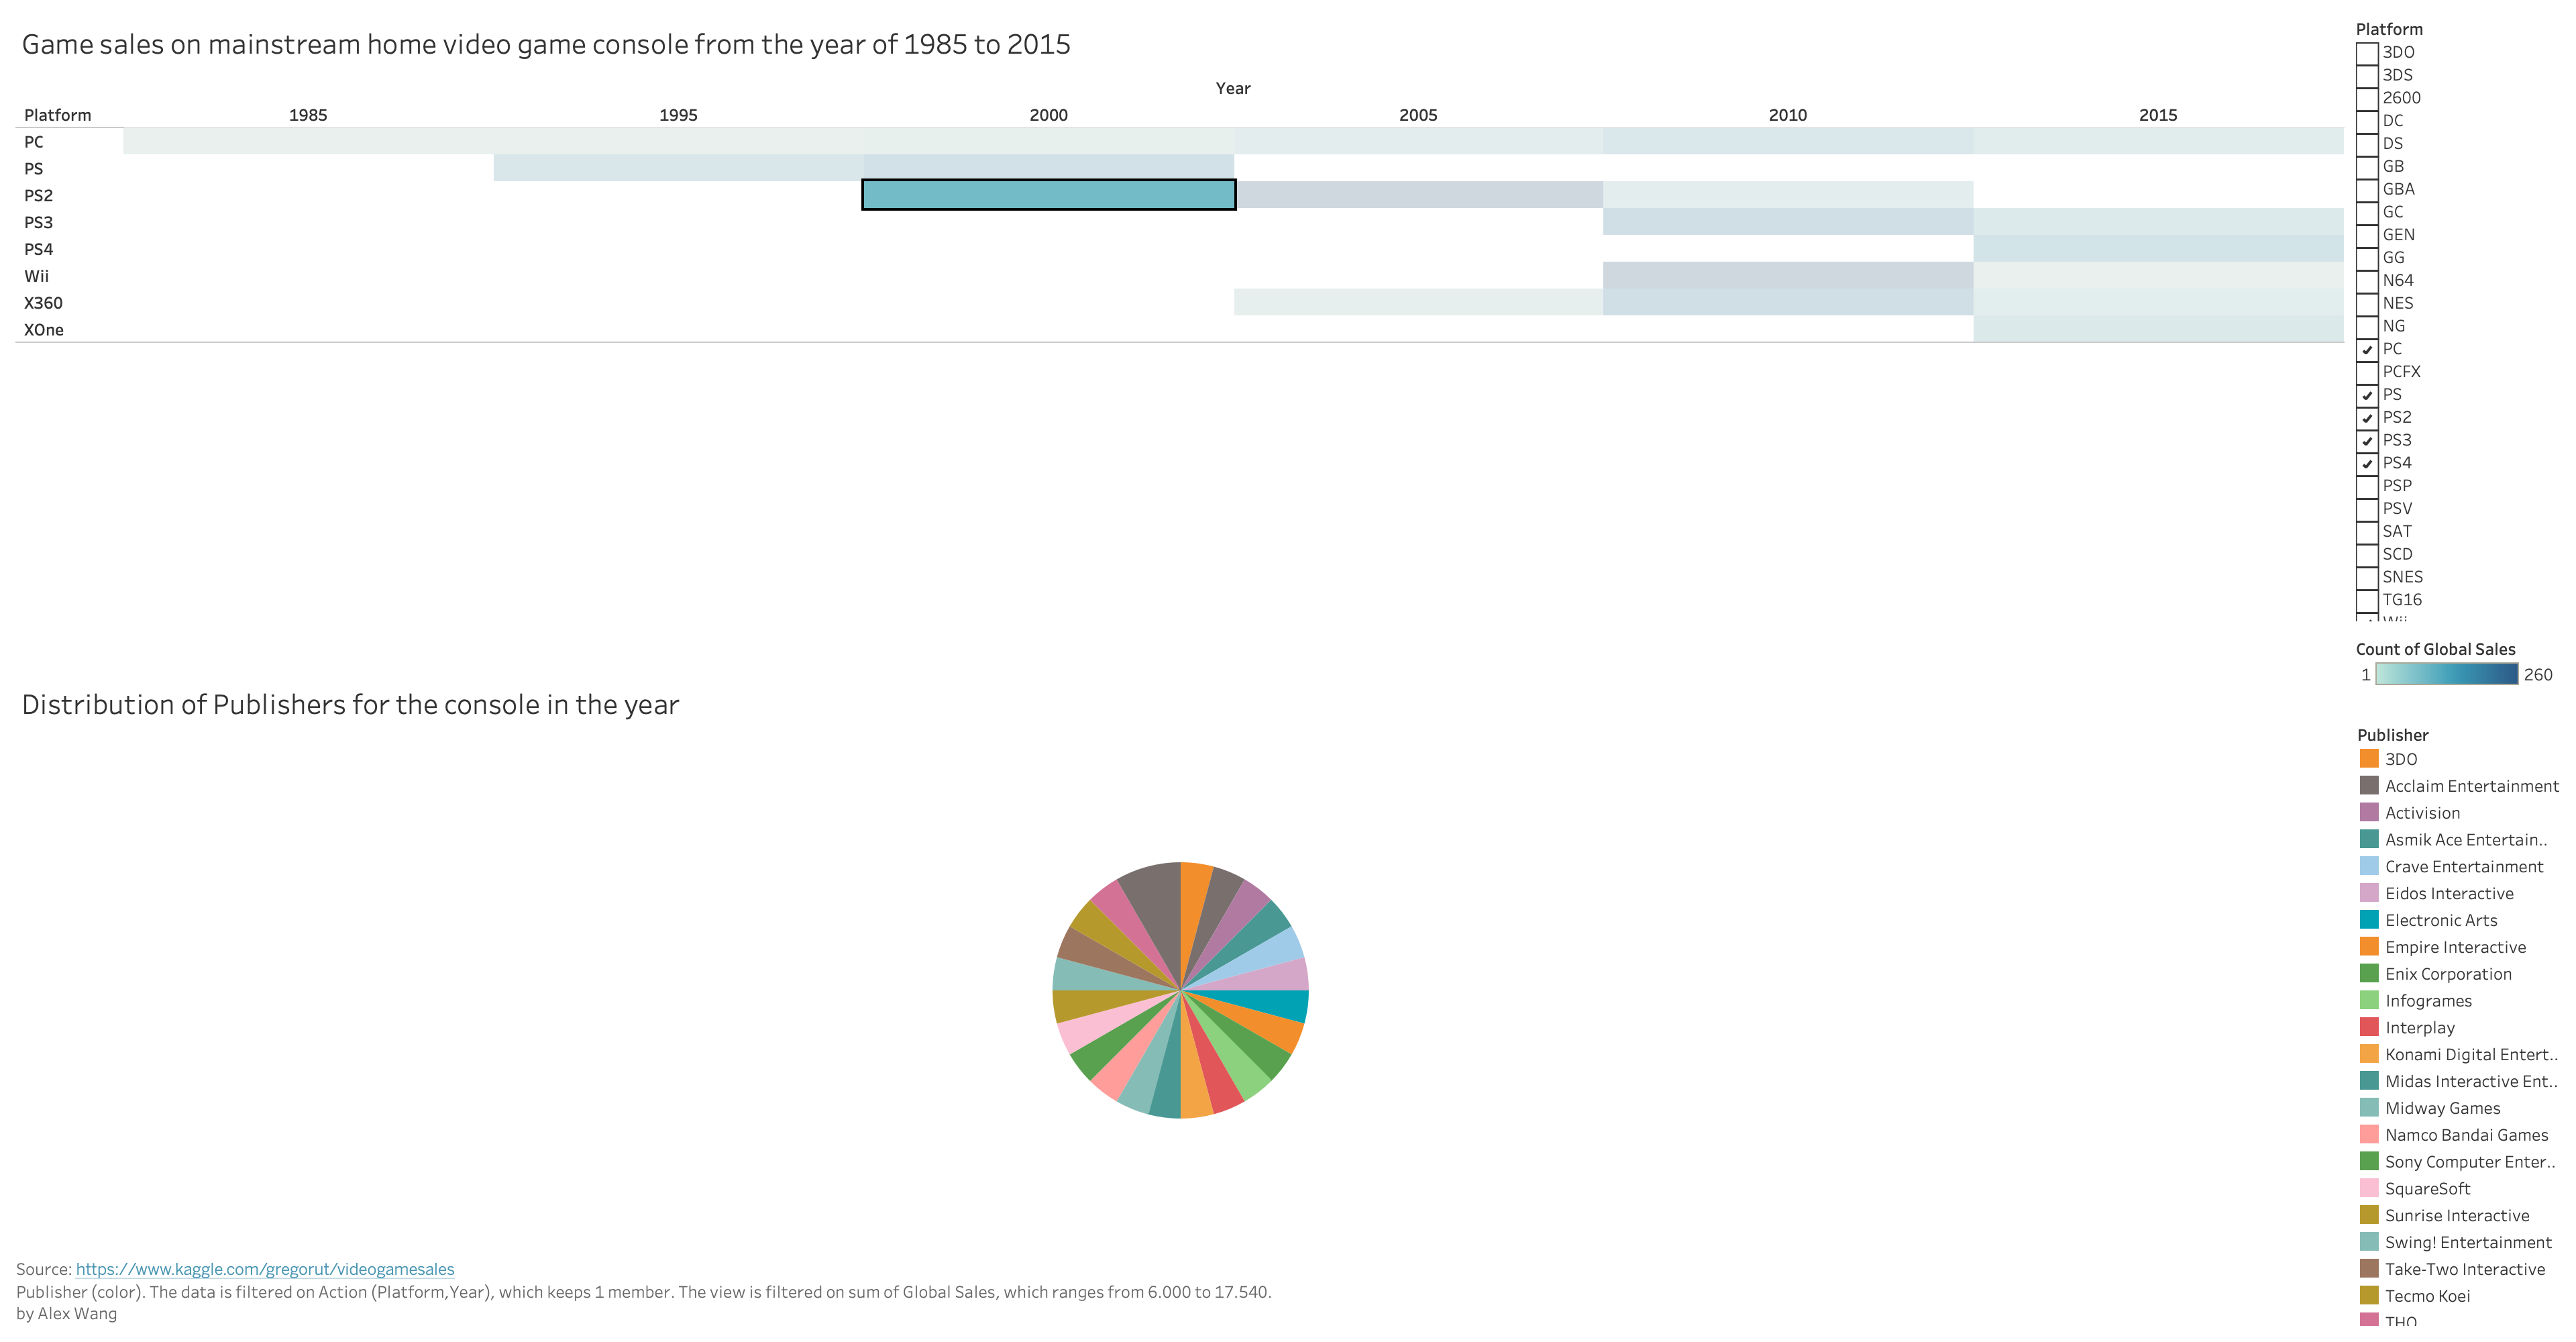 Game sales on mainstream home video game console from the year of 1985 to 2015
Year
Platform 1985 1995 2000 2005 2010 2015
PC
PS
PS2
PS3
PS4
Wii
X360
XOne
Platform
3DO
3DS
2600
DC
DS
GB
GBA
GC
GEN
GG
N64
NES
NG
PC
PCFX
PS
PS2
PS3
PS4
PSP
PSV
SAT
SCD
SNES
TG16
Wii
Count of Global Sales
1 260
Distribution of Publishers for the console in the year
Publisher
3DO
Acclaim Entertainment
Activision
Asmik Ace Entertain..
Crave Entertainment
Eidos Interactive
Electronic Arts
Empire Interactive
Enix Corporation
Infogrames
Interplay
Konami Digital Entert..
Midas Interactive Ent..
Midway Games
Namco Bandai Games
Sony Computer Enter..
SquareSoft
Sunrise Interactive
Swing! Entertainment
Take-Two Interactive
Tecmo Koei
THQ
Source: https://www.kaggle.com/gregorut/videogamesales
Publisher (color). The data is filtered on Action (Platform,Year), which keeps 1 member. The view is filtered on sum of Global Sales, which ranges from 6.000 to 17.540.
by Alex Wang